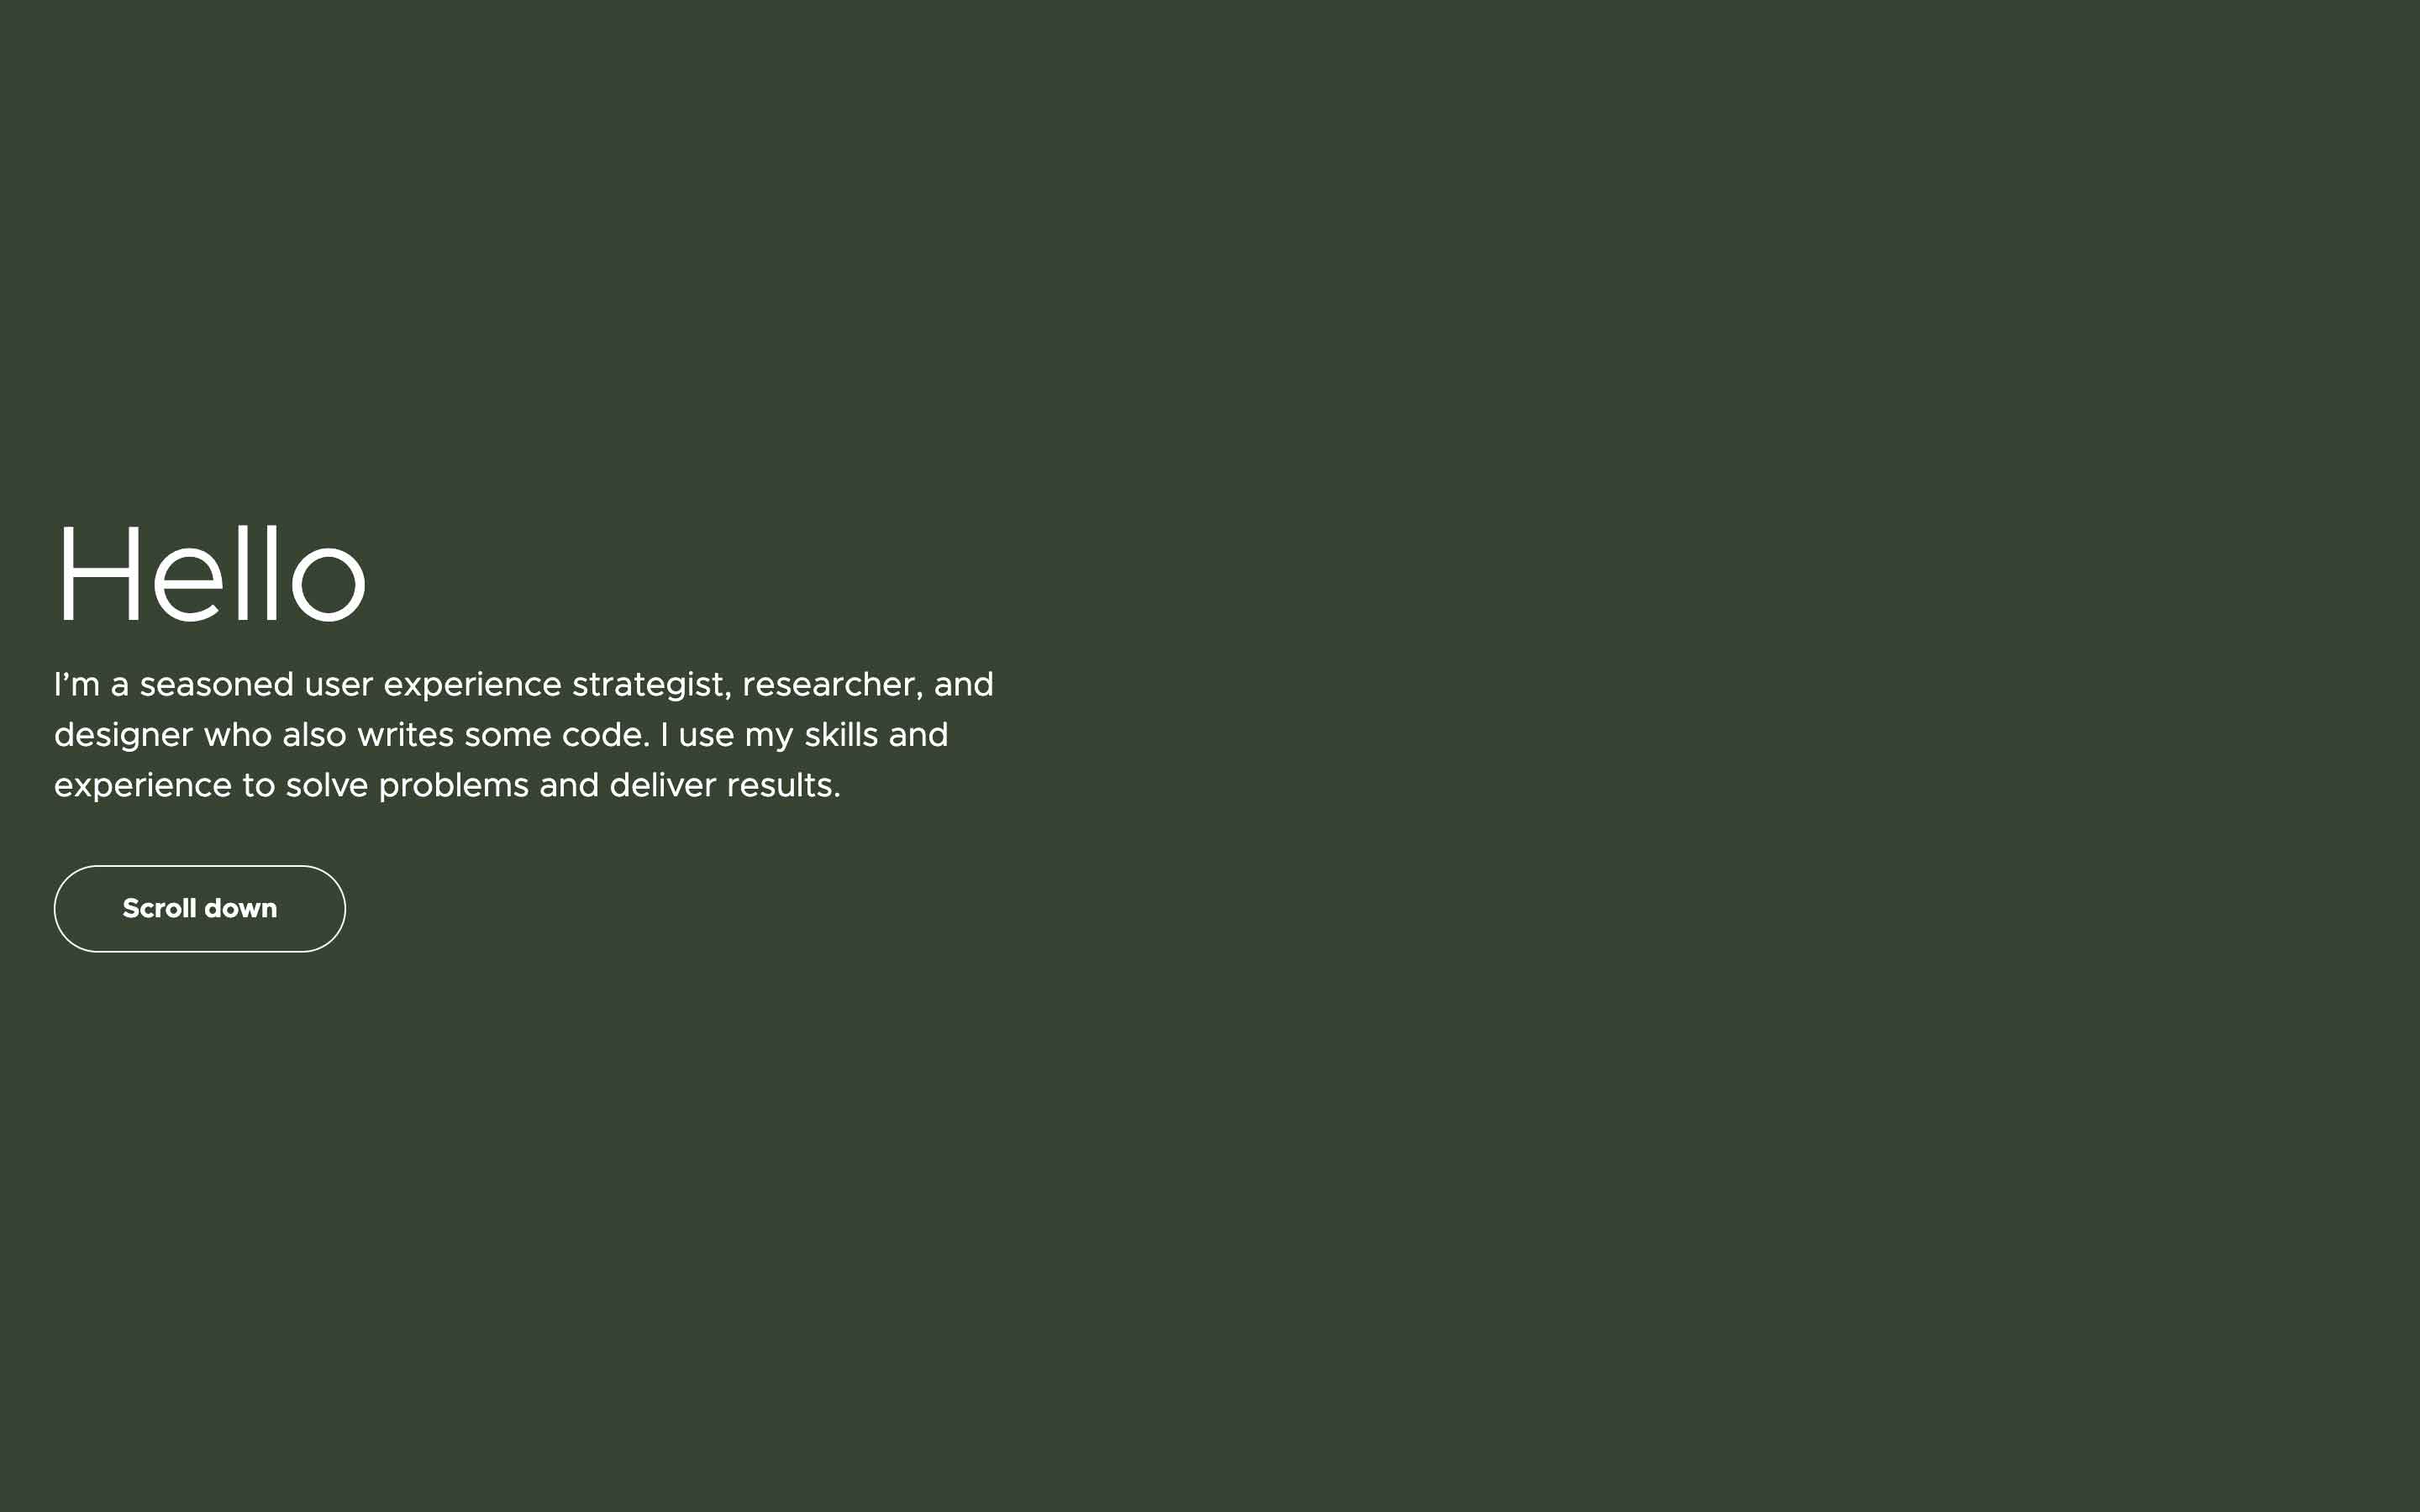 Hello
I’m a seasoned user experience strategist, researcher, and
designer who also writes some code. I use my skills and
experience to solve problems and deliver results.
Scroll down